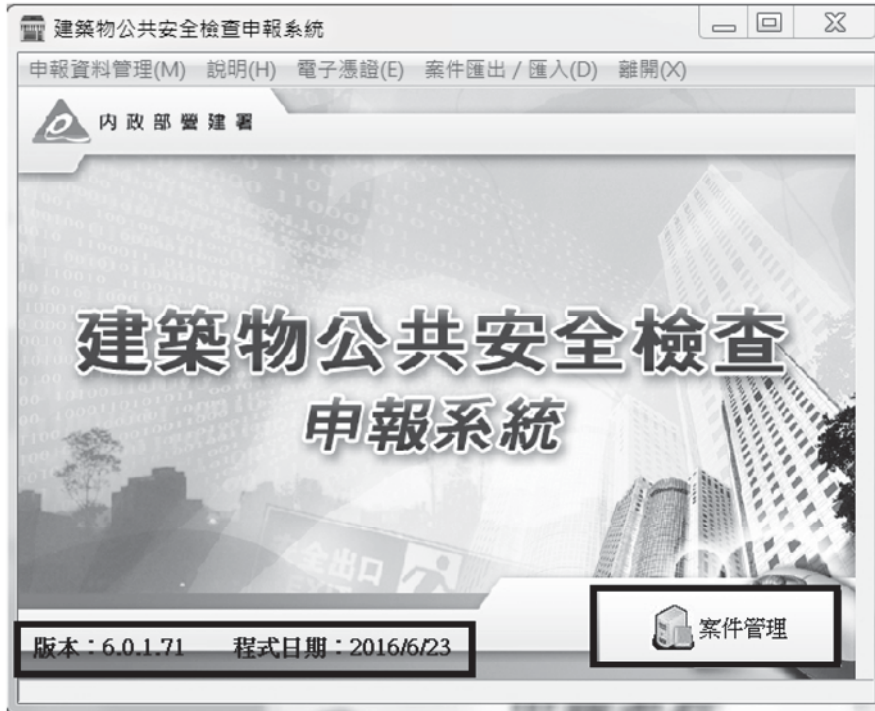 建築物公共安全檢查申報系統
申報資料管理(M) 說明(H) 電子憑證(E) 案件匯出 / 匯入(D) 離開(X)
內政部營建署
建築物公共安全檢查
申報系統
全出口
案件管理
版本：6.0.1.71 程式日期：2016/6/23